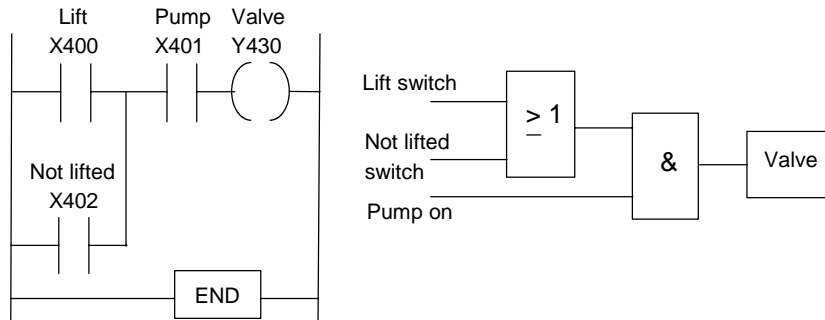 Lift Pump Valve
X400 X401 Y430
Not lifted
X402
END
Lift switch
≥ 1
Not lifted
switch
&
Valve
Pump on